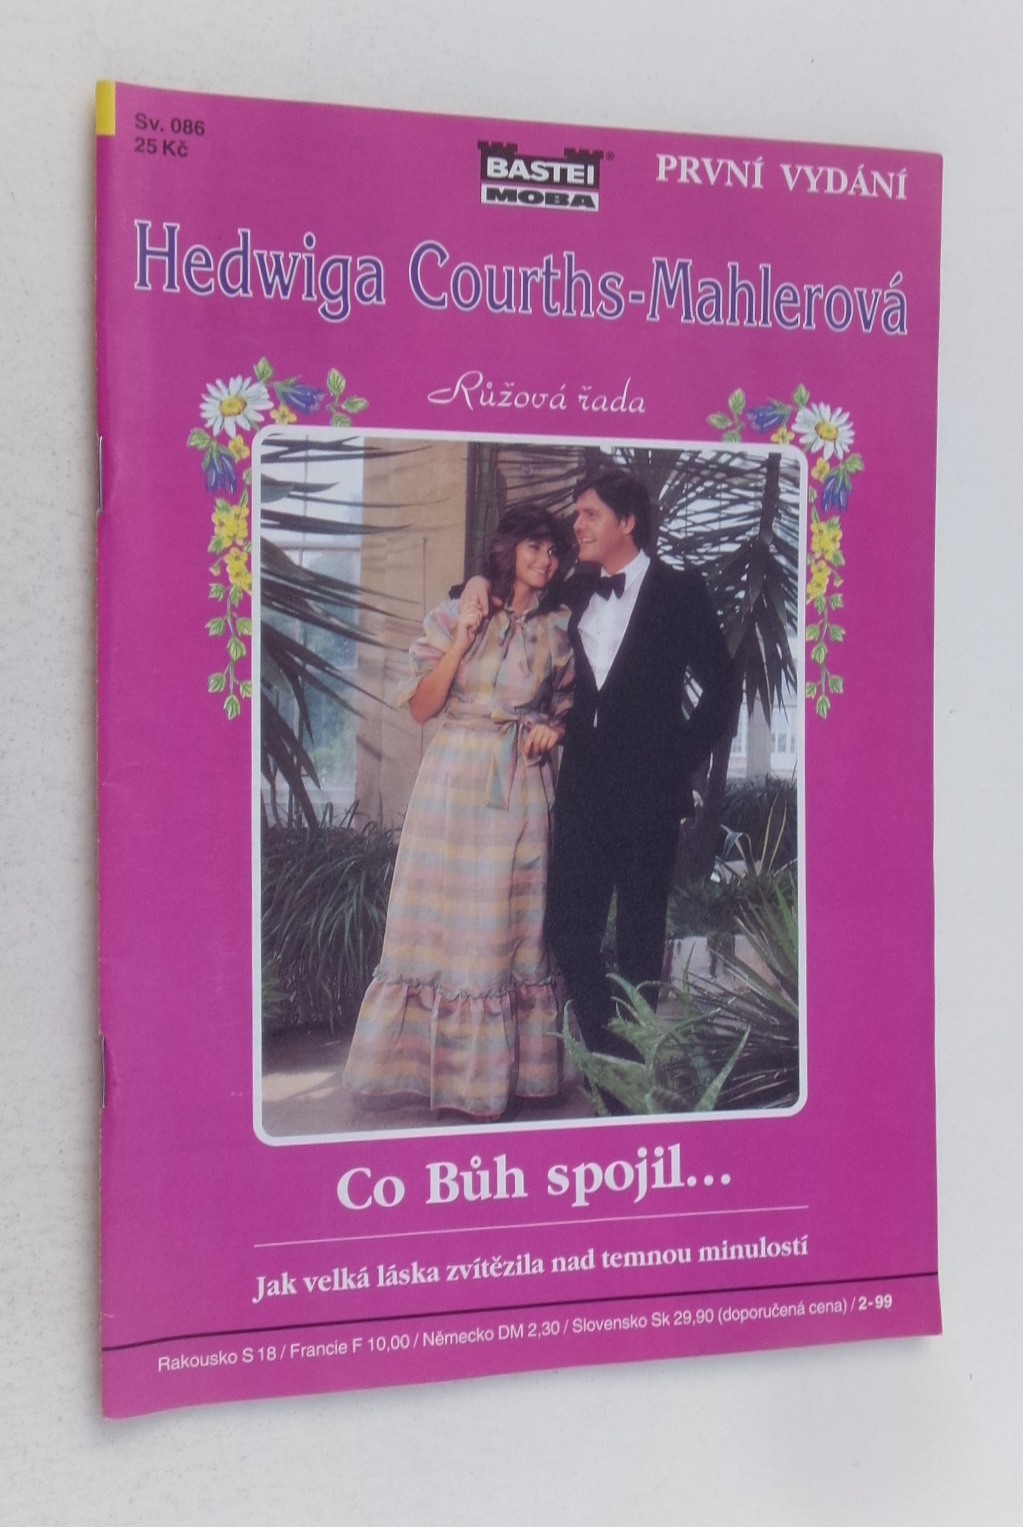 Sv. 086
25 Kč
BASTEI®
MOBA
PRVNÍ VYDÁNÍ
Hedwiga Courths-Mahlerová
Růžová řada
Co Bůh spojil...
Jak velká láska zvítězila nad temnou minulostí
Rakousko S 18 / Francie F 10,00 / Německo DM 2,30 / Slovensko Sk 29,90 (doporučená cena) / 2-99